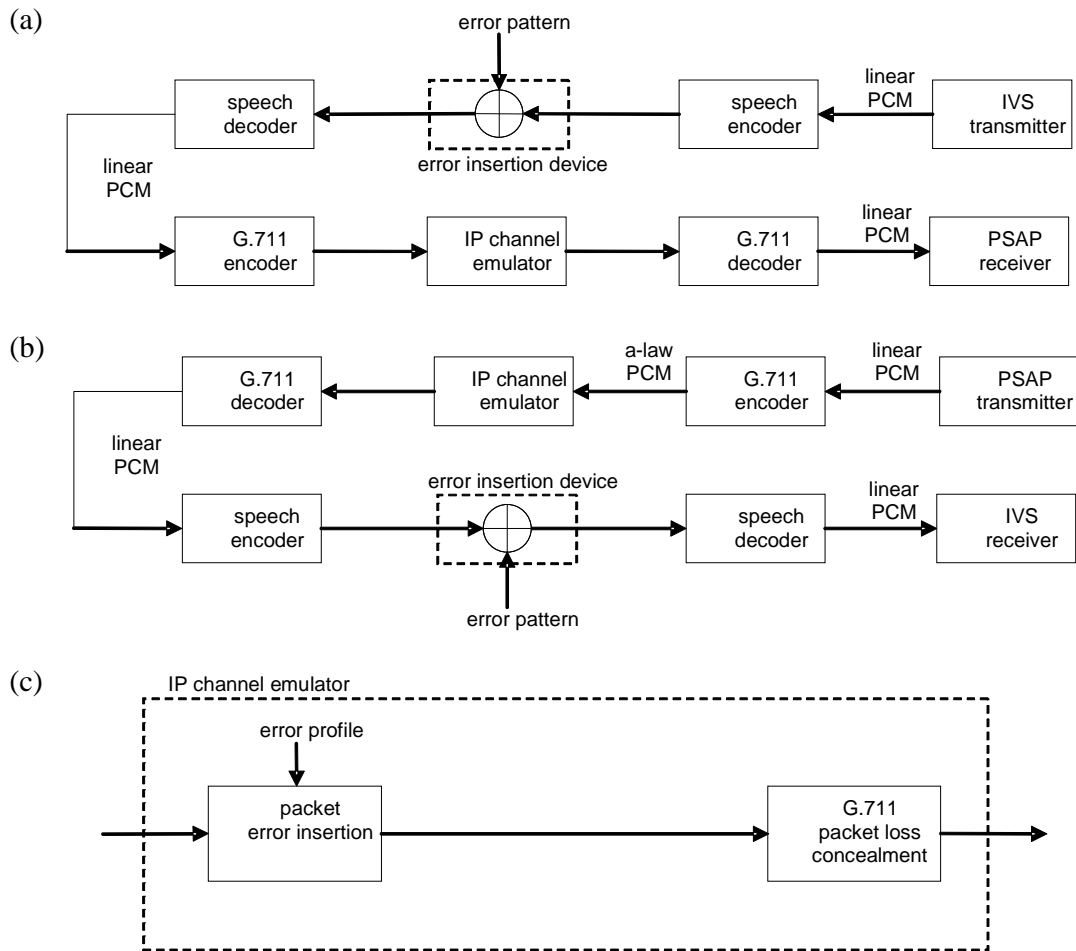 (a)
error pattern
speech
decoder
error insertion device
speech
encoder
linear
PCM
IVS
transmitter
linear
PCM
G.711
encoder
IP channel
emulator
G.711
decoder
linear
PCM
PSAP
receiver
(b)
G.711
decoder
IP channel
emulator
a-law
PCM
G.711
encoder
linear
PCM
PSAP
transmitter
linear
PCM
speech
encoder
error insertion device
error pattern
speech
decoder
linear
PCM
IVS
receiver
(c)
IP channel emulator
error profile
packet
error insertion
G.711
packet loss
concealment